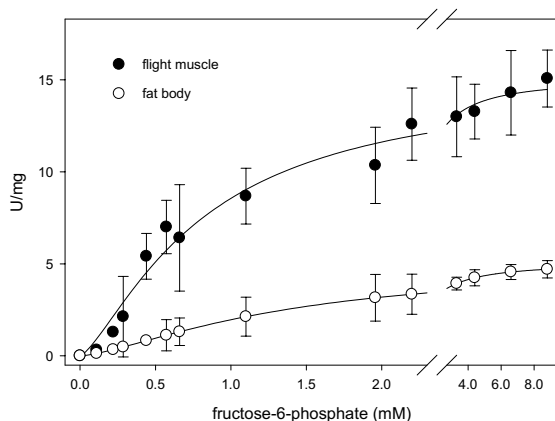 15
10
5
0
U/mg
flight muscle
fat body
0.0 0.5 1.0 1.5 2.0 4.0 6.0 8.0
fructose-6-phosphate (mM)